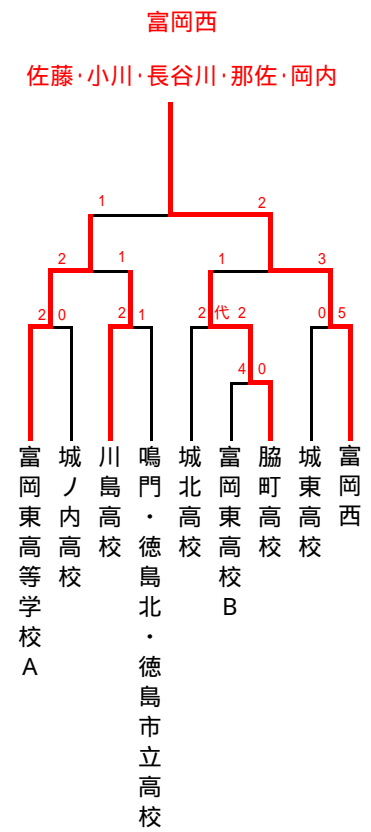 富岡西
佐藤・小川・長谷川・那佐・岡内
1
2
2
1
1
3
2
0
2
1
2
代
2
0
5
4
0
富岡東高等学校A
城ノ内高校
川島高校
鳴門・徳島北・徳島市立高校
城北高校
富岡東高校B
脇町高校
城東高校
富岡西